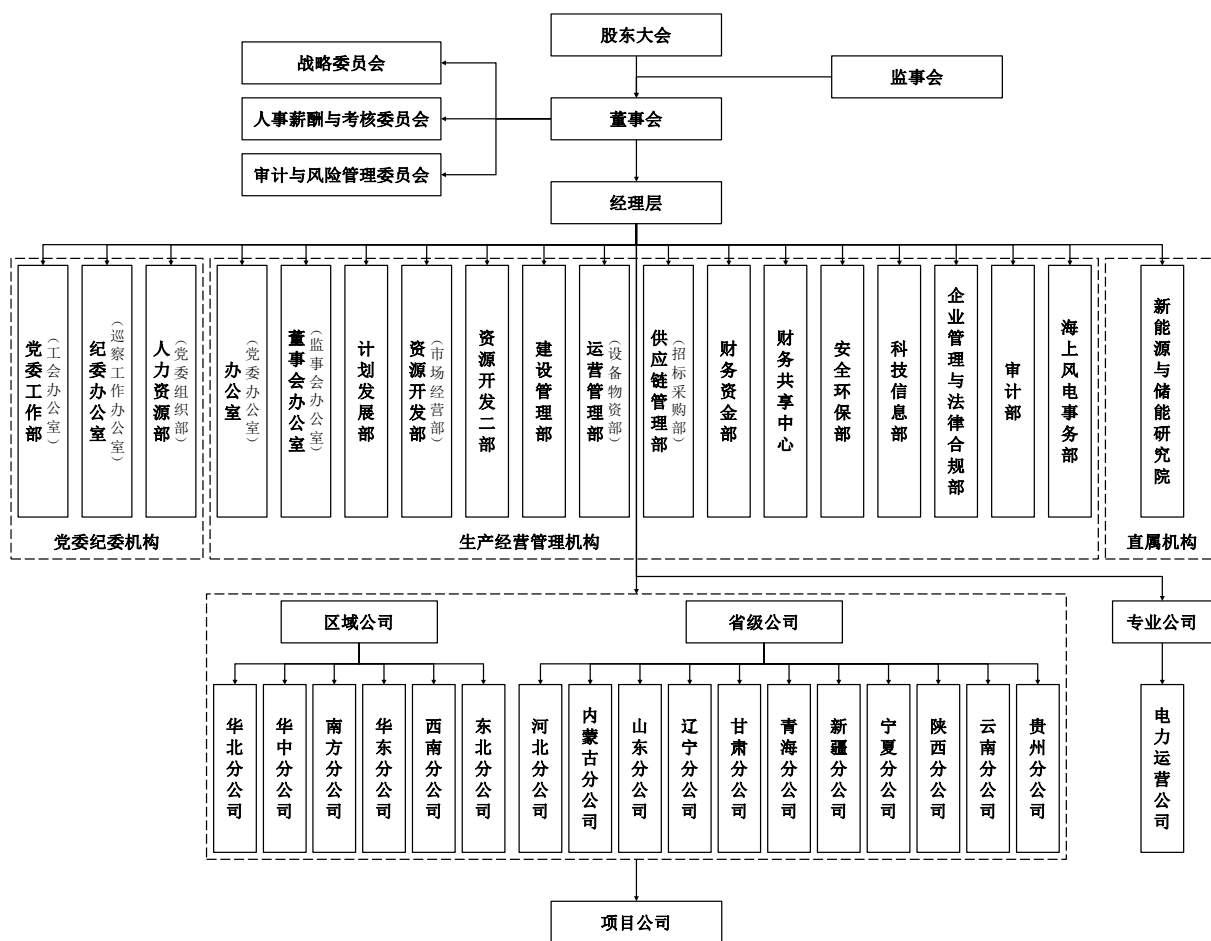 股东大会
战略委员会
监事会
人事薪酬与考核委员会
董事会
审计与风险管理委员会
经理层
党委工作部
（工会办公室）
纪委办公室
（巡察工作办公室）
人力资源部
（党委组织部）
办公室
（党委办公室）
董事会办公室
（监事会办公室）
计划发展部
资源开发部
（市场经营部）
资源开发二部
建设管理部
运营管理部
（设备物资部）
供应链管理部
（招标采购部）
财务资金部
财务共享中心
安全环保部
科技信息部
企业管理与法律合规部
审计部
海上风电事务部
新能源与储能研究院
党委纪委机构
生产经营管理机构
直属机构
区域公司
省级公司
专业公司
华北分公司
华中分公司
南方分公司
华东分公司
西南分公司
东北分公司
河北分公司
内蒙古分公司
山东分公司
辽宁分公司
甘肃分公司
青海分公司
新疆分公司
宁夏分公司
陕西分公司
云南分公司
贵州分公司
电力运营公司
项目公司